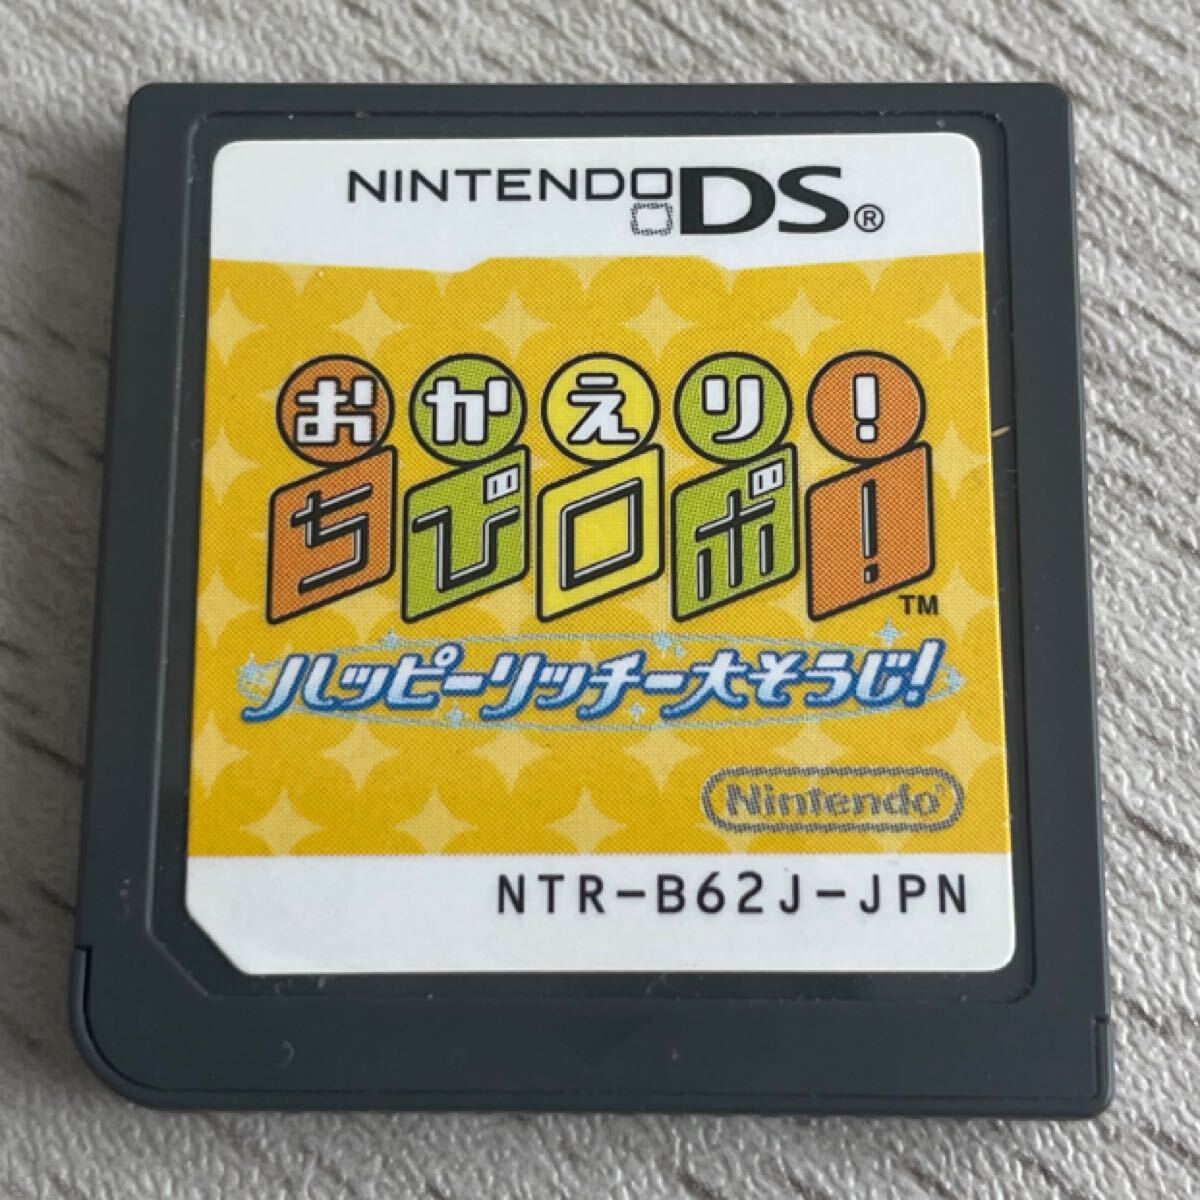 NINTENDO DS®
おかえり!
ちびロボ!™
ハッピーリッチー大そうじ!
Nintendo®
NTR-B62J-JPN